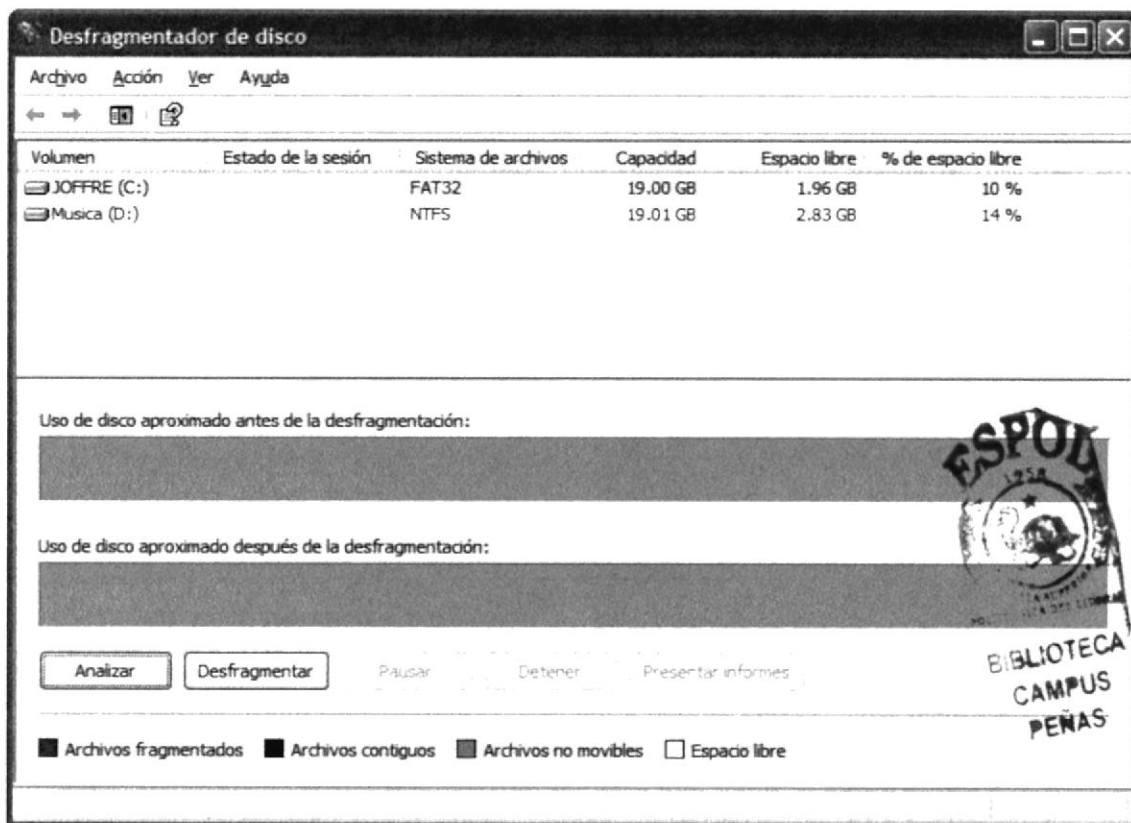 Desfragmentador de disco
Archivo Acción Ver Ayuda
Volumen Estado de la sesión Sistema de archivos Capacidad Espacio libre % de espacio libre
JOFFRE (C:) FAT32 19.00 GB 1.96 GB 10 %
Musica (D:) NTFS 19.01 GB 2.83 GB 14 %
Uso de disco aproximado antes de la desfragmentación:
Uso de disco aproximado después de la desfragmentación:
Analizar Desfragmentar Pausar Detener Presentar informes
Archivos fragmentados Archivos contiguos Archivos no movibles Espacio libre
ESPOL
1958
BIBLIOTECA
CAMPUS
PEÑAS